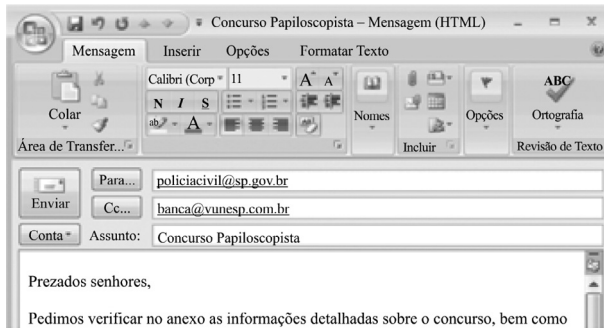 Concurso Papiloscopista – Mensagem (HTML)
Mensagem Inserir Opções Formatar Texto
Calibri (Corp 11 A A
N I S
ab A
Colar Nomes Opções ABC Ortografia
Área de Transfer... Incluir Revisão de Texto
Enviar
Para... policiacivil@sp.gov.br
Cc... banca@vunesp.com.br
Conta Assunto: Concurso Papiloscopista
Prezados senhores,
Pedimos verificar no anexo as informações detalhadas sobre o concurso, bem como